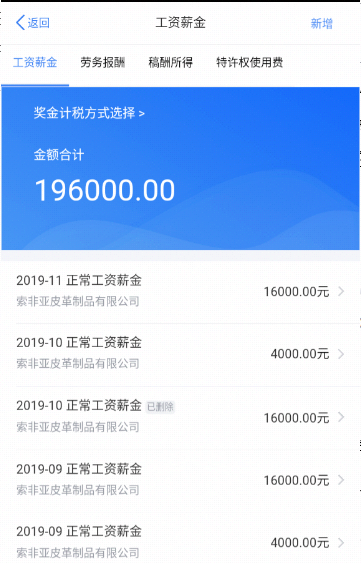 返回
工资薪金
新增
工资薪金 劳务报酬 稿酬所得 特许权使用费
奖金计税方式选择 >
金额合计
196000.00
2019-11 正常工资薪金
索非亚皮革制品有限公司
16000.00元
2019-10 正常工资薪金
索非亚皮革制品有限公司
4000.00元
2019-10 正常工资薪金 已删除
索非亚皮革制品有限公司
16000.00元
2019-09 正常工资薪金
索非亚皮革制品有限公司
16000.00元
2019-09 正常工资薪金
索非亚皮革制品有限公司
4000.00元